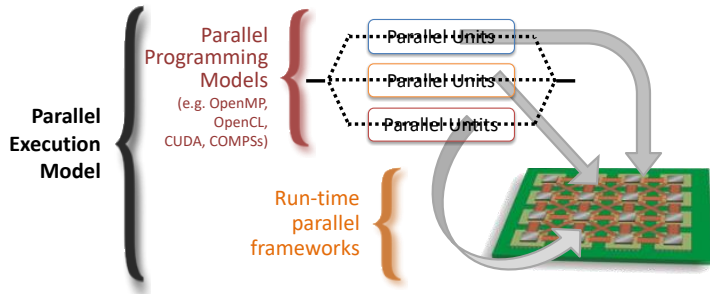 Parallel
Execution
Model
Parallel
Programming
Models
(e.g. OpenMP,
OpenCL,
CUDA, COMPSs)
Parallel Units
Parallel Units
Parallel Untits
Run-time
parallel
frameworks